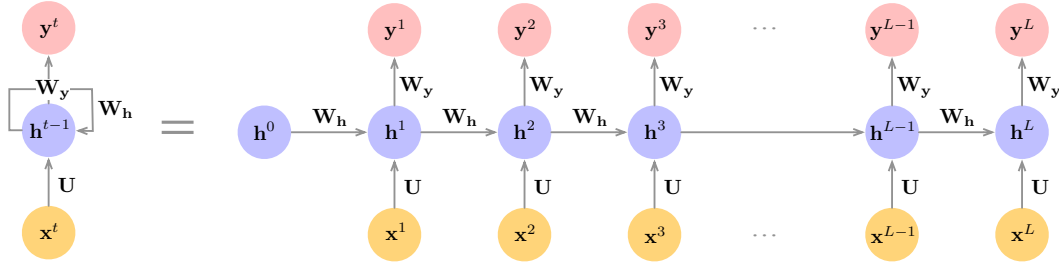 y^t y^1 y^2 y^3 ... y^{L-1} y^L
W_y W_y W_y W_y W_y W_y
W_h W_h W_h W_h W_h
h^{t-1} = h^0 h^1 h^2 h^3 h^{L-1} h^L
U U U U U U
x^t x^1 x^2 x^3 ... x^{L-1} x^L